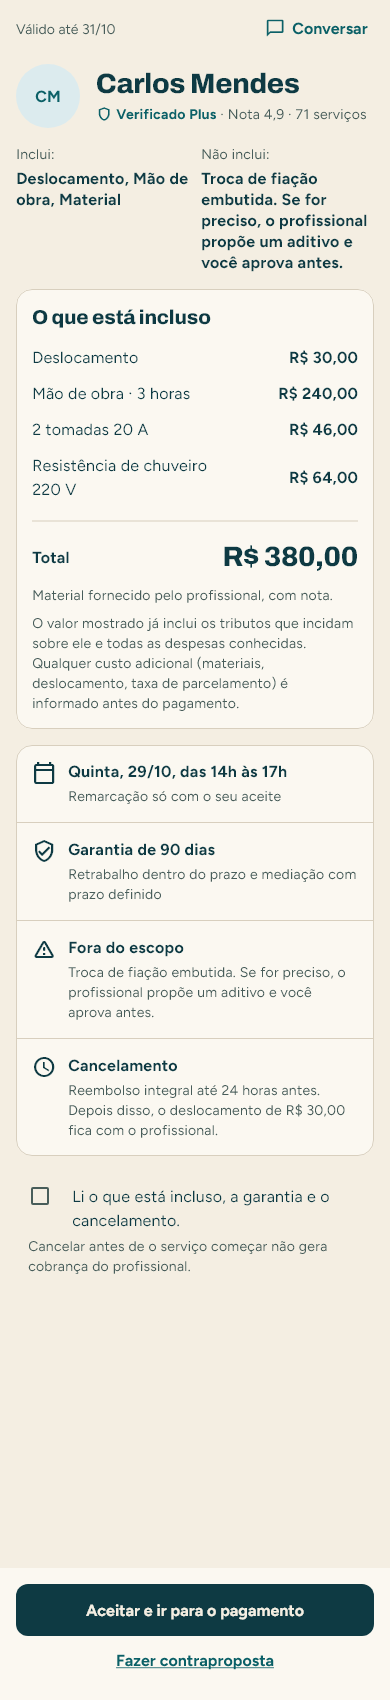 Válido até 31/10
Conversar
CM
Carlos Mendes
Verificado Plus · Nota 4,9 · 71 serviços
Inclui:
Deslocamento, Mão de
obra, Material
Não inclui:
Troca de fiação
embutida. Se for
preciso, o profissional
propõe um aditivo e
você aprova antes.
O que está incluso
Deslocamento R$ 30,00
Mão de obra · 3 horas R$ 240,00
2 tomadas 20 A R$ 46,00
Resistência de chuveiro
220 V R$ 64,00
Total R$ 380,00
Material fornecido pelo profissional, com nota.
O valor mostrado já inclui os tributos que incidam
sobre ele e todas as despesas conhecidas.
Qualquer custo adicional (materiais,
deslocamento, taxa de parcelamento) é
informado antes do pagamento.
Quinta, 29/10, das 14h às 17h
Remarcação só com o seu aceite
Garantia de 90 dias
Retrabalho dentro do prazo e mediação com
prazo definido
Fora do escopo
Troca de fiação embutida. Se for preciso, o
profissional propõe um aditivo e você
aprova antes.
Cancelamento
Reembolso integral até 24 horas antes.
Depois disso, o deslocamento de R$ 30,00
fica com o profissional.
Li o que está incluso, a garantia e o
cancelamento.
Cancelar antes de o serviço começar não gera
cobrança do profissional.
Aceitar e ir para o pagamento
Fazer contraproposta